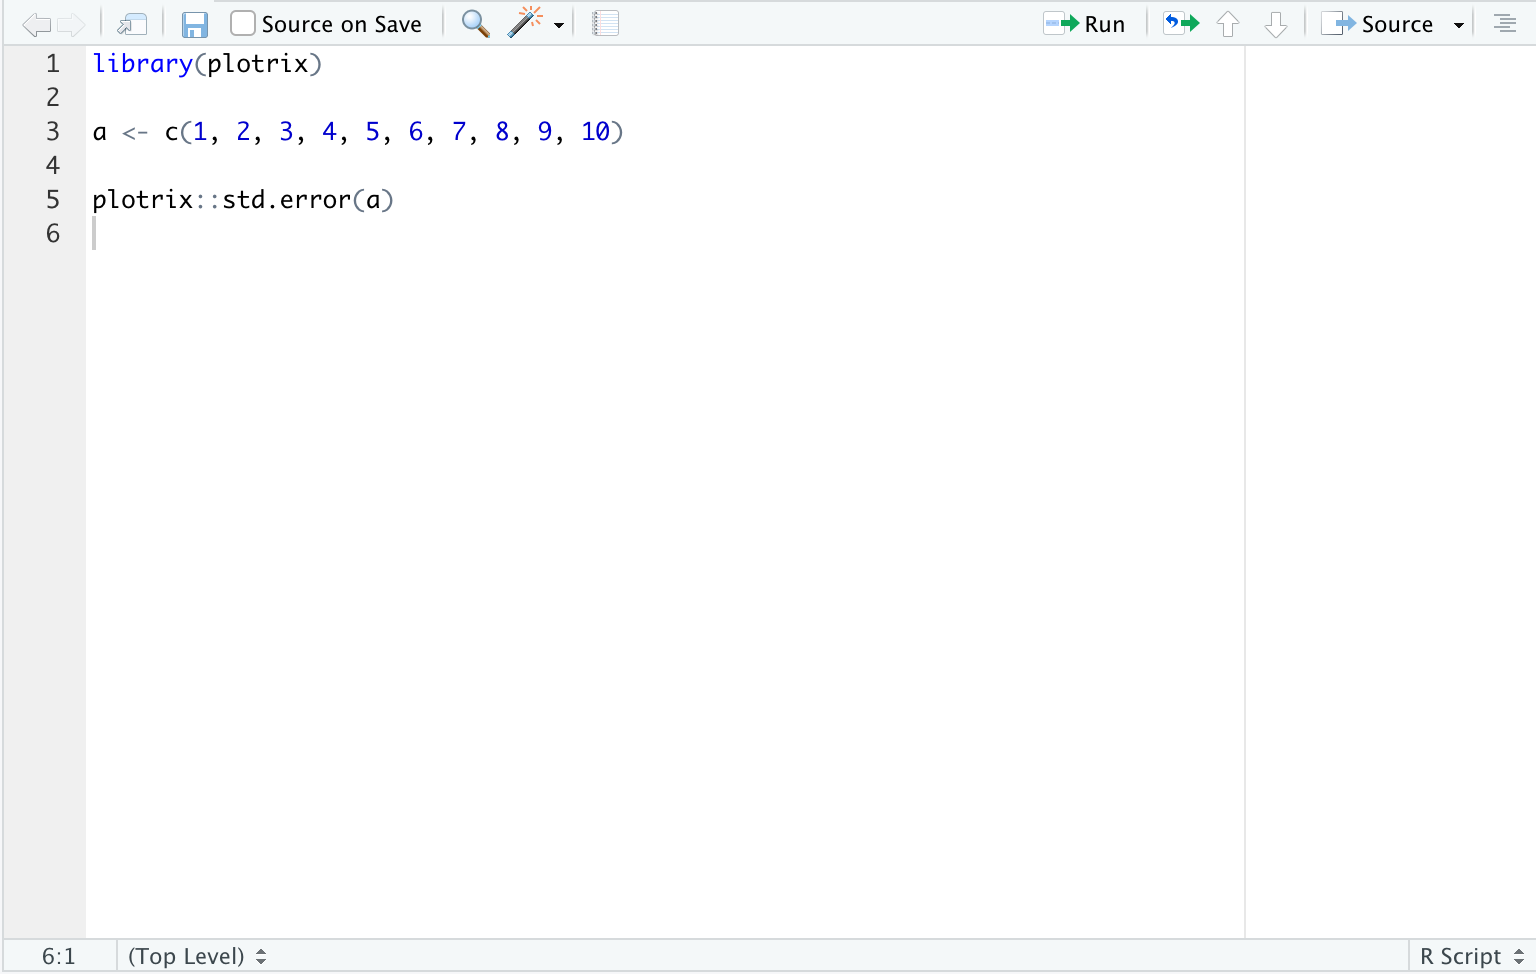 Source on Save Run Source
1 library(plotrix)
2
3 a <- c(1, 2, 3, 4, 5, 6, 7, 8, 9, 10)
4
5 plotrix::std.error(a)
6
6:1 (Top Level) R Script